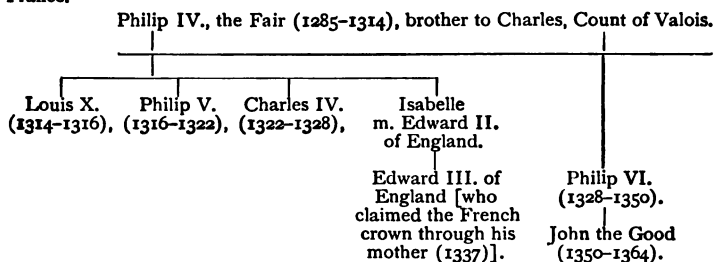 Philip IV., the Fair (1285–1314), brother to Charles, Count of Valois.
Louis X. Philip V. Charles IV. Isabelle
(1314–1316), (1316–1322), (1322–1328), m. Edward II.
of England.
Edward III. of Philip VI.
England [who (1328–1350).
claimed the French
crown through his John the Good
mother (1337)]. (1350–1364).